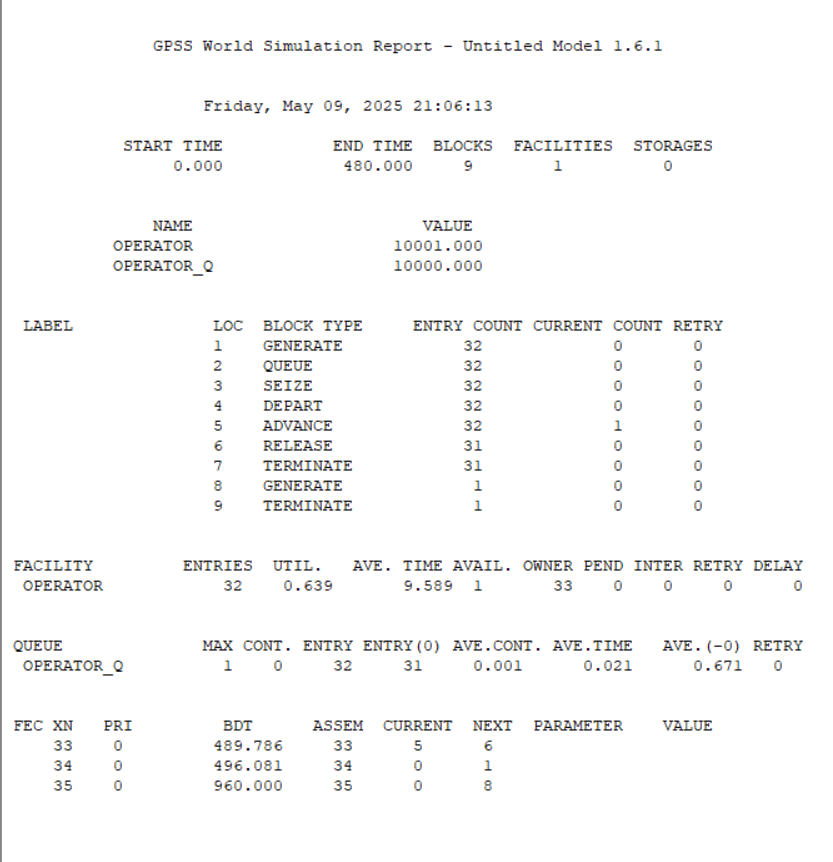 GPSS World Simulation Report - Untitled Model 1.6.1
Friday, May 09, 2025 21:06:13
START TIME END TIME BLOCKS FACILITIES STORAGES
0.000 480.000 9 1 0
NAME VALUE
OPERATOR 10001.000
OPERATOR_Q 10000.000
LABEL LOC BLOCK TYPE ENTRY COUNT CURRENT COUNT RETRY
1 GENERATE 32 0 0
2 QUEUE 32 0 0
3 SEIZE 32 0 0
4 DEPART 32 0 0
5 ADVANCE 32 1 0
6 RELEASE 31 0 0
7 TERMINATE 31 0 0
8 GENERATE 1 0 0
9 TERMINATE 1 0 0
FACILITY ENTRIES UTIL. AVE. TIME AVAIL. OWNER PEND INTER RETRY DELAY
OPERATOR 32 0.639 9.589 1 33 0 0 0 0
QUEUE MAX CONT. ENTRY ENTRY(0) AVE.CONT. AVE.TIME AVE.(-0) RETRY
OPERATOR_Q 1 0 32 31 0.001 0.021 0.671 0
FEC XN PRI BDT ASSEM CURRENT NEXT PARAMETER VALUE
33 0 489.786 33 5 6
34 0 496.081 34 0 1
35 0 960.000 35 0 8